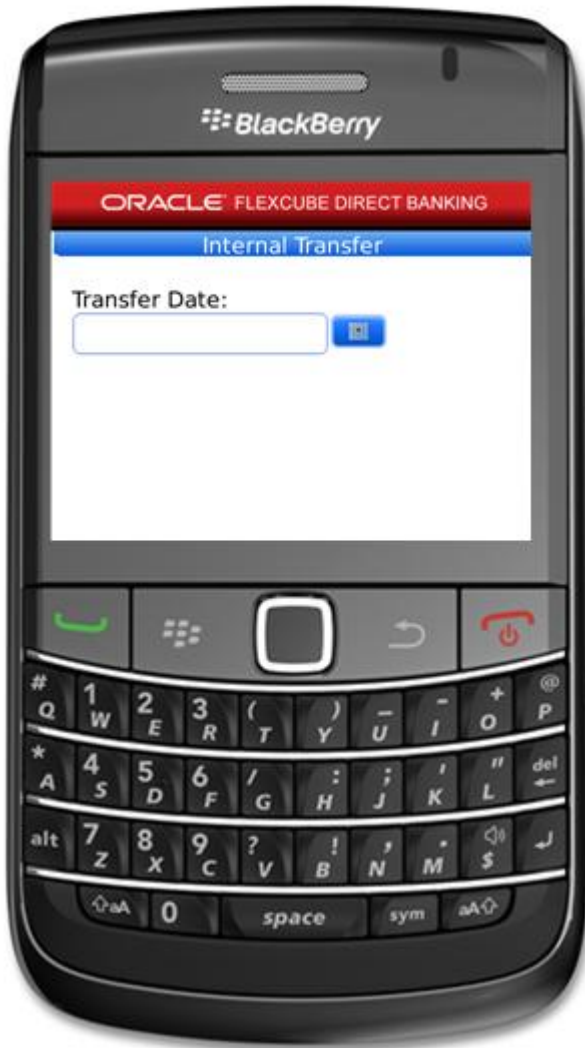 BlackBerry
ORACLE FLEXCUBE DIRECT BANKING
Internal Transfer
Transfer Date:
# 1 2 3 ( ) _ - + @
Q W E R T Y U I O P
* 4 5 6 / : ; ' " del
A S D F G H J K L
alt 7 8 9 ? ! , . $
Z X C V B N M
aA 0 space sym aA